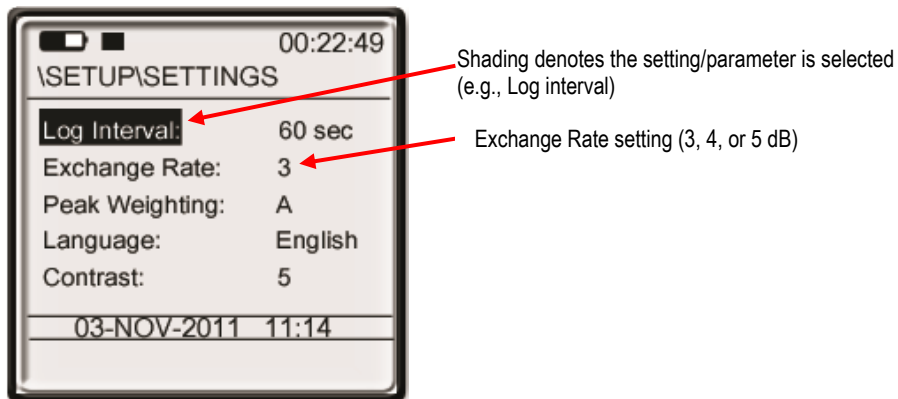 00:22:49
\SETUP\SETTINGS
Log Interval: 60 sec
Exchange Rate: 3
Peak Weighting: A
Language: English
Contrast: 5
03-NOV-2011 11:14
Shading denotes the setting/parameter is selected
(e.g., Log interval)
Exchange Rate setting (3, 4, or 5 dB)